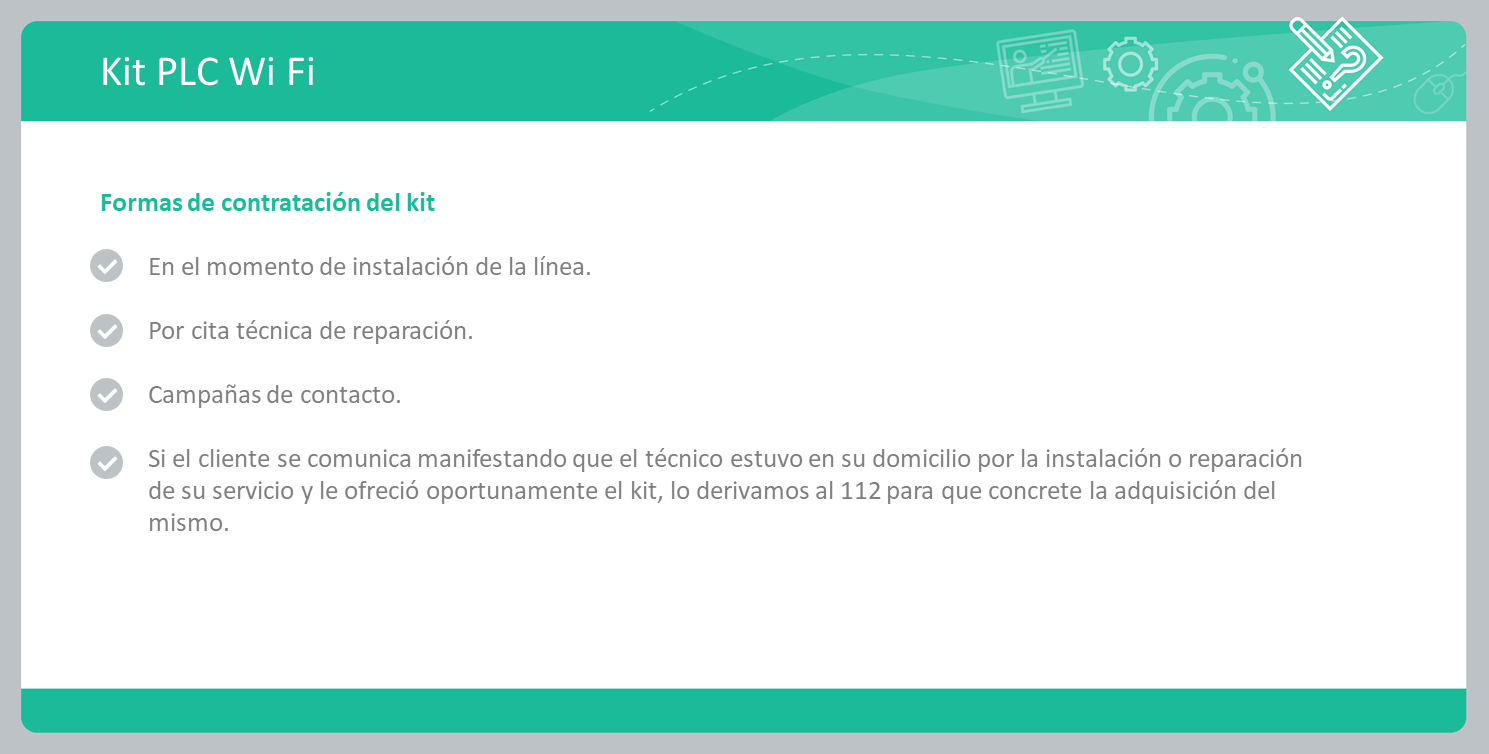 Kit PLC Wi Fi
Formas de contratación del kit
En el momento de instalación de la línea.
Por cita técnica de reparación.
Campañas de contacto.
Si el cliente se comunica manifestando que el técnico estuvo en su domicilio por la instalación o reparación
de su servicio y le ofreció oportunamente el kit, lo derivamos al 112 para que concrete la adquisición del
mismo.